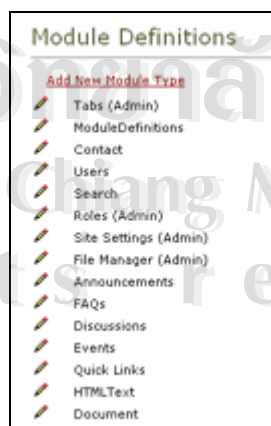 Module Definitions
Add New Module Type
Tabs (Admin)
ModuleDefinitions
Contact
Users
Search
Roles (Admin)
Site Settings (Admin)
File Manager (Admin)
Announcements
FAQs
Discussions
Events
Quick Links
HTMLText
Document
Chiang